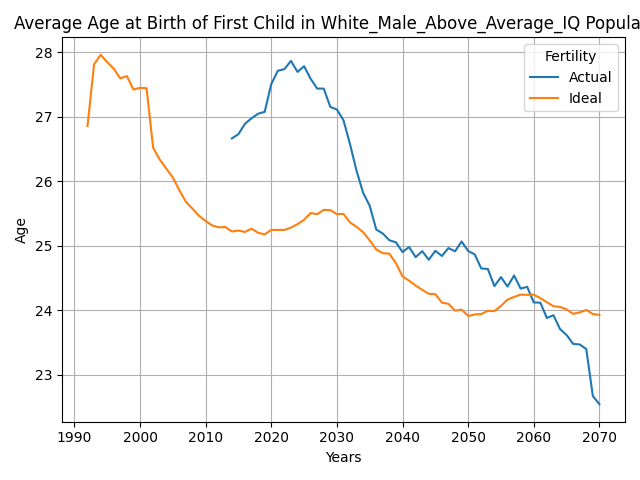 Average Age at Birth of First Child in White_Male_Above_Average_IQ Popula
Fertility
Actual
Ideal
28
27
26
25
24
23
Age
1990 2000 2010 2020 2030 2040 2050 2060 2070
Years